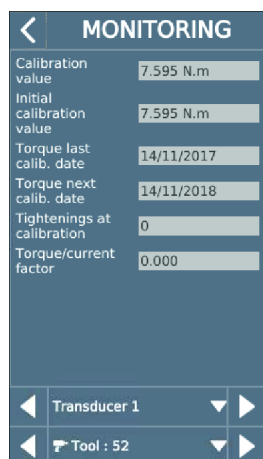 MONITORING
Calibration
value
7.595 N.m
Initial
calibration
value
7.595 N.m
Torque last
calib. date
14/11/2017
Torque next
calib. date
14/11/2018
Tightenings at
calibration
0
Torque/current
factor
0.000
Transducer 1
Tool : 52